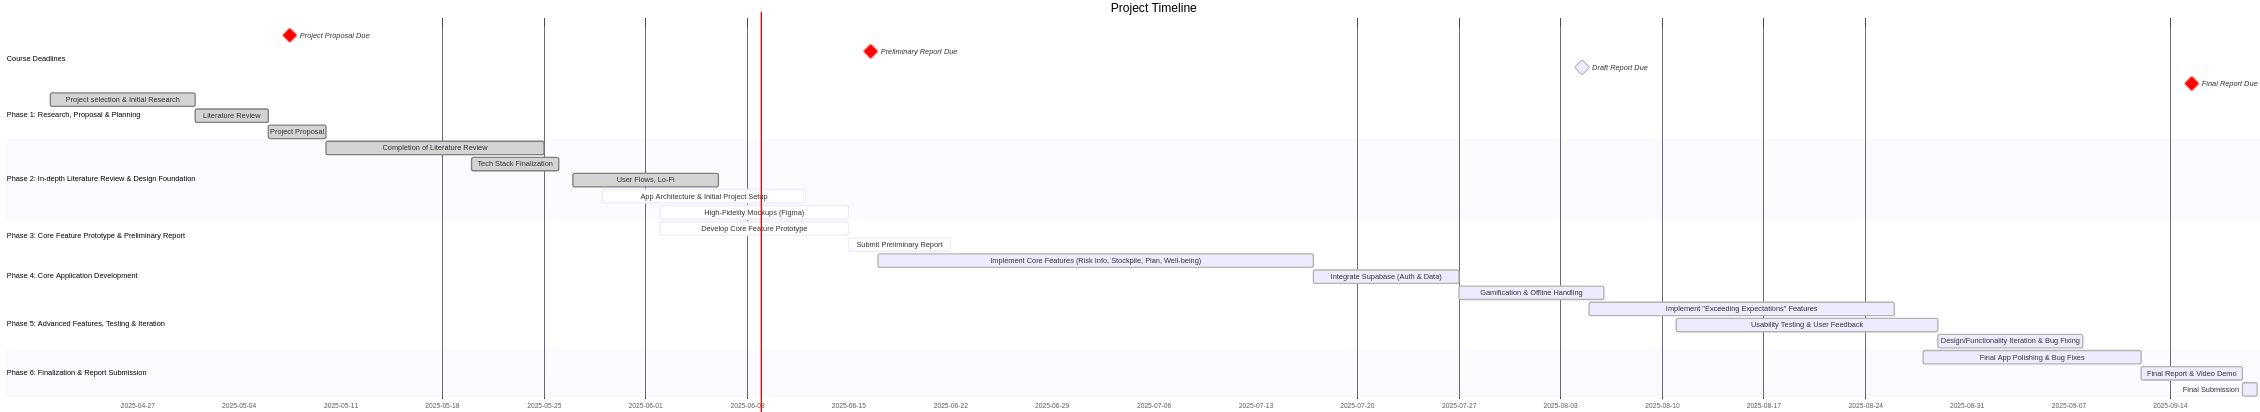 Project Timeline
Project Proposal Due
Preliminary Report Due
Course Deadlines
Draft Report Due
Final Report Due
Project selection & Initial Research
Phase 1: Research, Proposal & Planning
Literature Review
Project Proposal
Completion of Literature Review
Tech Stack Finalization
Phase 2: In-depth Literature Review & Design Foundation
User Flows, Lo-Fi
App Architecture & Initial Project Setup
High-Fidelity Mockups (Figma)
Develop Core Feature Prototype
Phase 3: Core Feature Prototype & Preliminary Report
Submit Preliminary Report
Implement Core Features (Risk Info, Stockpile, Plan, Well-being)
Phase 4: Core Application Development
Integrate Supabase (Auth & Data)
Gamification & Offline Handling
Implement "Exceeding Expectations" Features
Phase 5: Advanced Features, Testing & Iteration
Usability Testing & User Feedback
Design/Functionality Iteration & Bug Fixing
Final App Polishing & Bug Fixes
Phase 6: Finalization & Report Submission
Final Report & Video Demo
Final Submission
2025-04-27 2025-05-04 2025-05-11 2025-05-18 2025-05-25 2025-06-01 2025-06-08 2025-06-15 2025-06-22 2025-06-29 2025-07-06 2025-07-13 2025-07-20 2025-07-27 2025-08-03 2025-08-10 2025-08-17 2025-08-24 2025-08-31 2025-09-07 2025-09-14